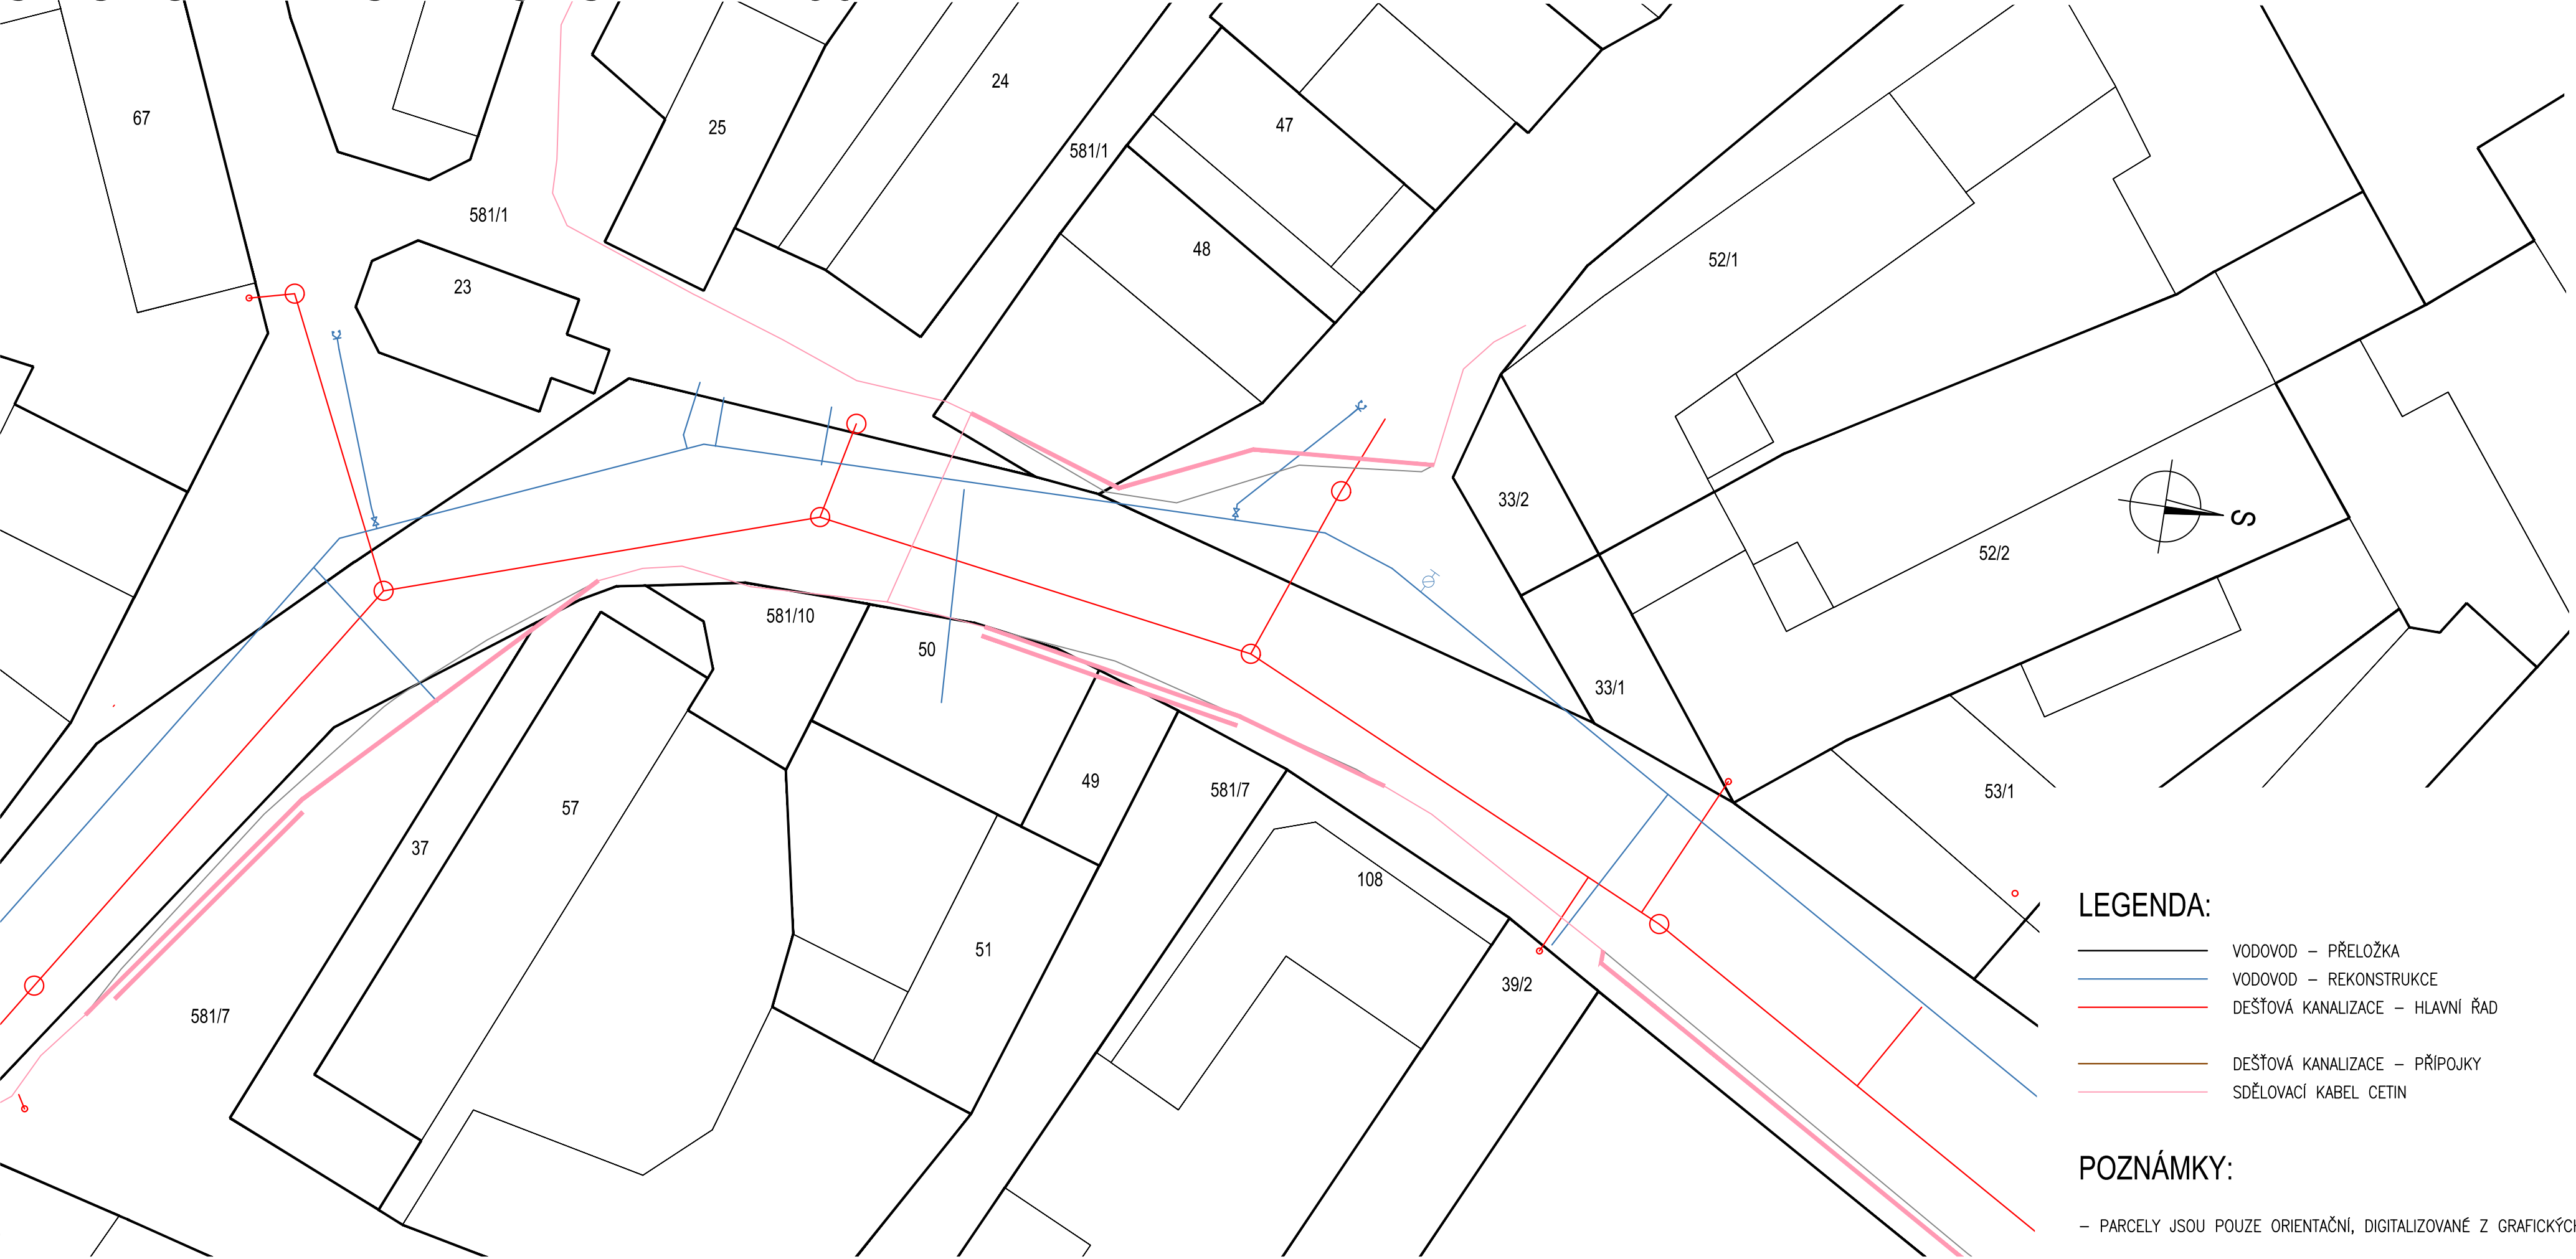 67
25
24
581/1
47
581/1
48
52/1
23
33/2
S
52/2
581/10
50
33/1
49
581/7
53/1
57
37
108
51
39/2
581/7
LEGENDA:
VODOVOD – PŘELOŽKA
VODOVOD – REKONSTRUKCE
DEŠŤOVÁ KANALIZACE – HLAVNÍ ŘAD
DEŠŤOVÁ KANALIZACE – PŘÍPOJKY
SDĚLOVACÍ KABEL CETIN
POZNÁMKY:
– PARCELY JSOU POUZE ORIENTAČNÍ, DIGITALIZOVANÉ Z